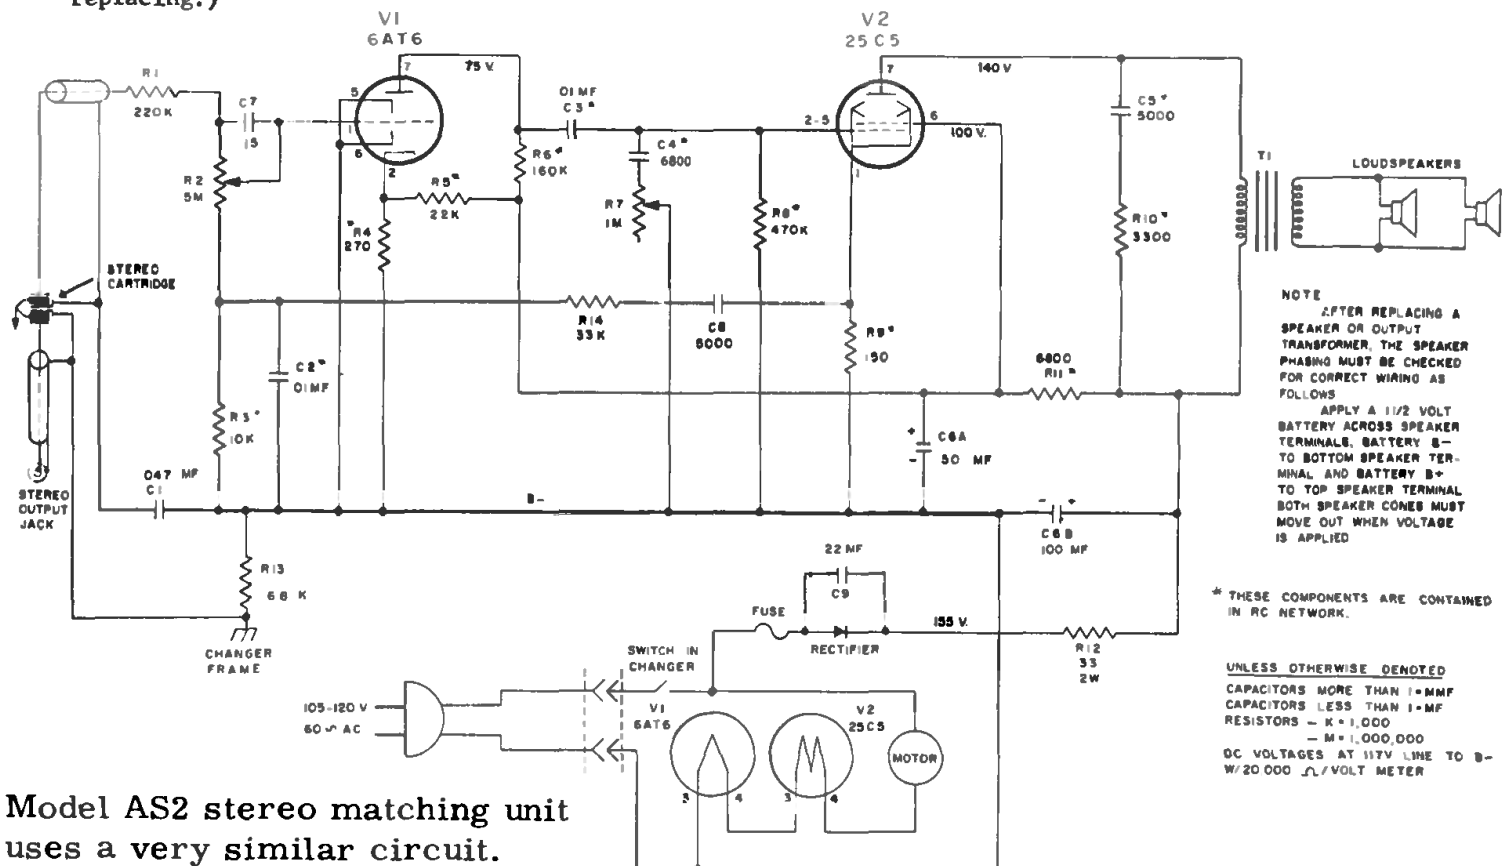 replacing.)
V1
6AT6
V2
25C5
R1
220K
C7
15
R2
5M
5
1
6
7
2
75 V.
.01MF
C3*
R6*
160K
R5*
22K
*R4
270
C4*
6800
R7
1M
R8*
470K
2-5
7
6
1
140V
100 V.
C5*
5000
R10*
3300
T1
LOUDSPEAKERS
STEREO
CARTRIDGE
R14
33K
C8
5000
R9*
150
6800
R11*
C2*
.01MF
R3*
10K
C6A
+
-
50 MF
.047 MF
C1
B-
STEREO
OUTPUT
JACK
R13
68 K
CHANGER
FRAME
- +
C6B
100 MF
22 MF
C9
FUSE
RECTIFIER
155 V.
R12
33
2W
SWITCH IN
CHANGER
V1
6AT6
V2
25C5
105-120 V
60~ AC
3
4
3
4
MOTOR
NOTE
AFTER REPLACING A
SPEAKER OR OUTPUT
TRANSFORMER, THE SPEAKER
PHASING MUST BE CHECKED
FOR CORRECT WIRING AS
FOLLOWS
APPLY A 1 1/2 VOLT
BATTERY ACROSS SPEAKER
TERMINALS, BATTERY B-
TO BOTTOM SPEAKER TER-
MINAL AND BATTERY B+
TO TOP SPEAKER TERMINAL
BOTH SPEAKER CONES MUST
MOVE OUT WHEN VOLTAGE
IS APPLIED
* THESE COMPONENTS ARE CONTAINED
IN RC NETWORK.
UNLESS OTHERWISE DENOTED
CAPACITORS MORE THAN 1=MMF
CAPACITORS LESS THAN 1=MF
RESISTORS - K=1,000
- M=1,000,000
DC VOLTAGES AT 117V LINE TO B-
W/20 000 Ω/VOLT METER
Model AS2 stereo matching unit
uses a very similar circuit.